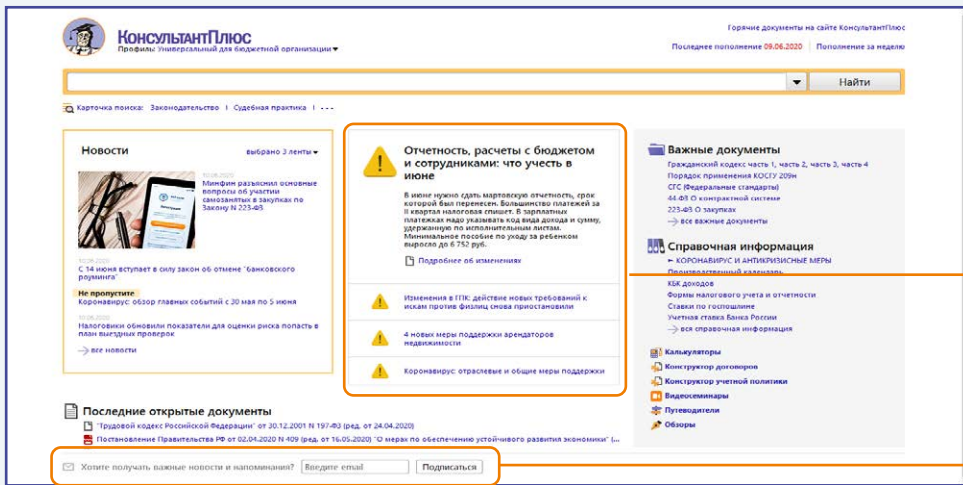 КонсультантПлюс
Профиль: Универсальный для бюджетной организации
Горячие документы на сайте КонсультантПлюс
Последнее пополнение 09.06.2020 Пополнение за неделю
Найти
Карточка поиска: Законодательство | Судебная практика | ...
Новости
выбрано 3 ленты
10.06.2020
Минфин разъяснил основные
вопросы об участии
самозанятых в закупках по
Закону N 223-ФЗ
10.06.2020
С 14 июня вступает в силу закон об отмене "банковского
роуминга"
Не пропустите
Коронавирус: обзор главных событий с 30 мая по 5 июня
10.06.2020
Налоговики обновили показатели для оценки риска попасть в
план выездных проверок
все новости
Отчетность, расчеты с бюджетом
и сотрудниками: что учесть в
июне
В июне нужно сдать мартовскую отчетность, срок
которой был перенесен. Большинство платежей за
II квартал налоговая спишет. В зарплатных
платежках надо указывать код вида дохода и сумму,
удержанную по исполнительным листам.
Минимальное пособие по уходу за ребенком
выросло до 6 752 руб.
Подробнее об изменениях
Изменения в ГПК: действие новых требований к
искам против физлиц снова приостановили
4 новых меры поддержки арендаторов
недвижимости
Коронавирус: отраслевые и общие меры поддержки
Важные документы
Гражданский кодекс часть 1, часть 2, часть 3, часть 4
Порядок применения КОСГУ 209н
СГС (Федеральные стандарты)
44-ФЗ О контрактной системе
223-ФЗ О закупках
все важные документы
Справочная информация
КОРОНАВИРУС И АНТИКРИЗИСНЫЕ МЕРЫ
Производственный календарь
КБК доходов
Формы налогового учета и отчетности
Ставки по госпошлине
Учетная ставка Банка России
вся справочная информация
Калькуляторы
Конструктор договоров
Конструктор учетной политики
Видеосеминары
Путеводители
Обзоры
Последние открытые документы
"Трудовой кодекс Российской Федерации" от 30.12.2001 N 197-ФЗ (ред. от 24.04.2020)
Постановление Правительства РФ от 02.04.2020 N 409 (ред. от 16.05.2020) "О мерах по обеспечению устойчивого развития экономики" (...
Хотите получать важные новости и напоминания? Введите email Подписаться